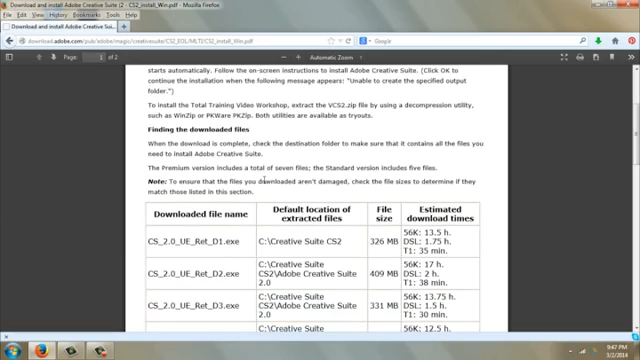 Download and install Adobe Creative Suite (2 - CS2_install_Win.pdf - Mozilla Firefox
File Edit View History Bookmarks Tools Help
Download and install Adobe Creative Sui...
download.adobe.com/pub/adobe/magic/creativesuite/CS2_EOL/MLT2/CS2_install_Win.pdf
Google
Page: 1 of 2
Automatic Zoom
starts automatically. Follow the on-screen instructions to install Adobe Creative Suite. (Click OK to
continue the installation when the following message appears: "Unable to create the specified output
folder.")
To install the Total Training Video Workshop, extract the VCS2.zip file by using a decompression utility,
such as WinZip or PKWare PKZip. Both utilities are available as tryouts.
Finding the downloaded files
When the download is complete, check the destination folder to make sure that it contains all the files you
need to install Adobe Creative Suite.
The Premium version includes a total of seven files; the Standard version includes five files.
Note: To ensure that the files you downloaded aren't damaged, check the file sizes to determine if they
match those listed in this section.
Downloaded file name
Default location of
extracted files
File
size
Estimated
download times
CS_2.0_UE_Ret_D1.exe
C:\Creative Suite CS2
326 MB
56K: 13.5 h.
DSL: 1.75 h.
T1: 35 min.
CS_2.0_UE_Ret_D2.exe
C:\Creative Suite
CS2\Adobe Creative Suite
2.0
409 MB
56K: 17 h.
DSL: 2 h.
T1: 38 min.
CS_2.0_UE_Ret_D3.exe
C:\Creative Suite
CS2\Adobe Creative Suite
2.0
331 MB
56K: 13.75 h.
DSL: 1.5 h.
T1: 30 min.
C:\Creative Suite
56K: 12.5 h.
9:47 PM
3/2/2014